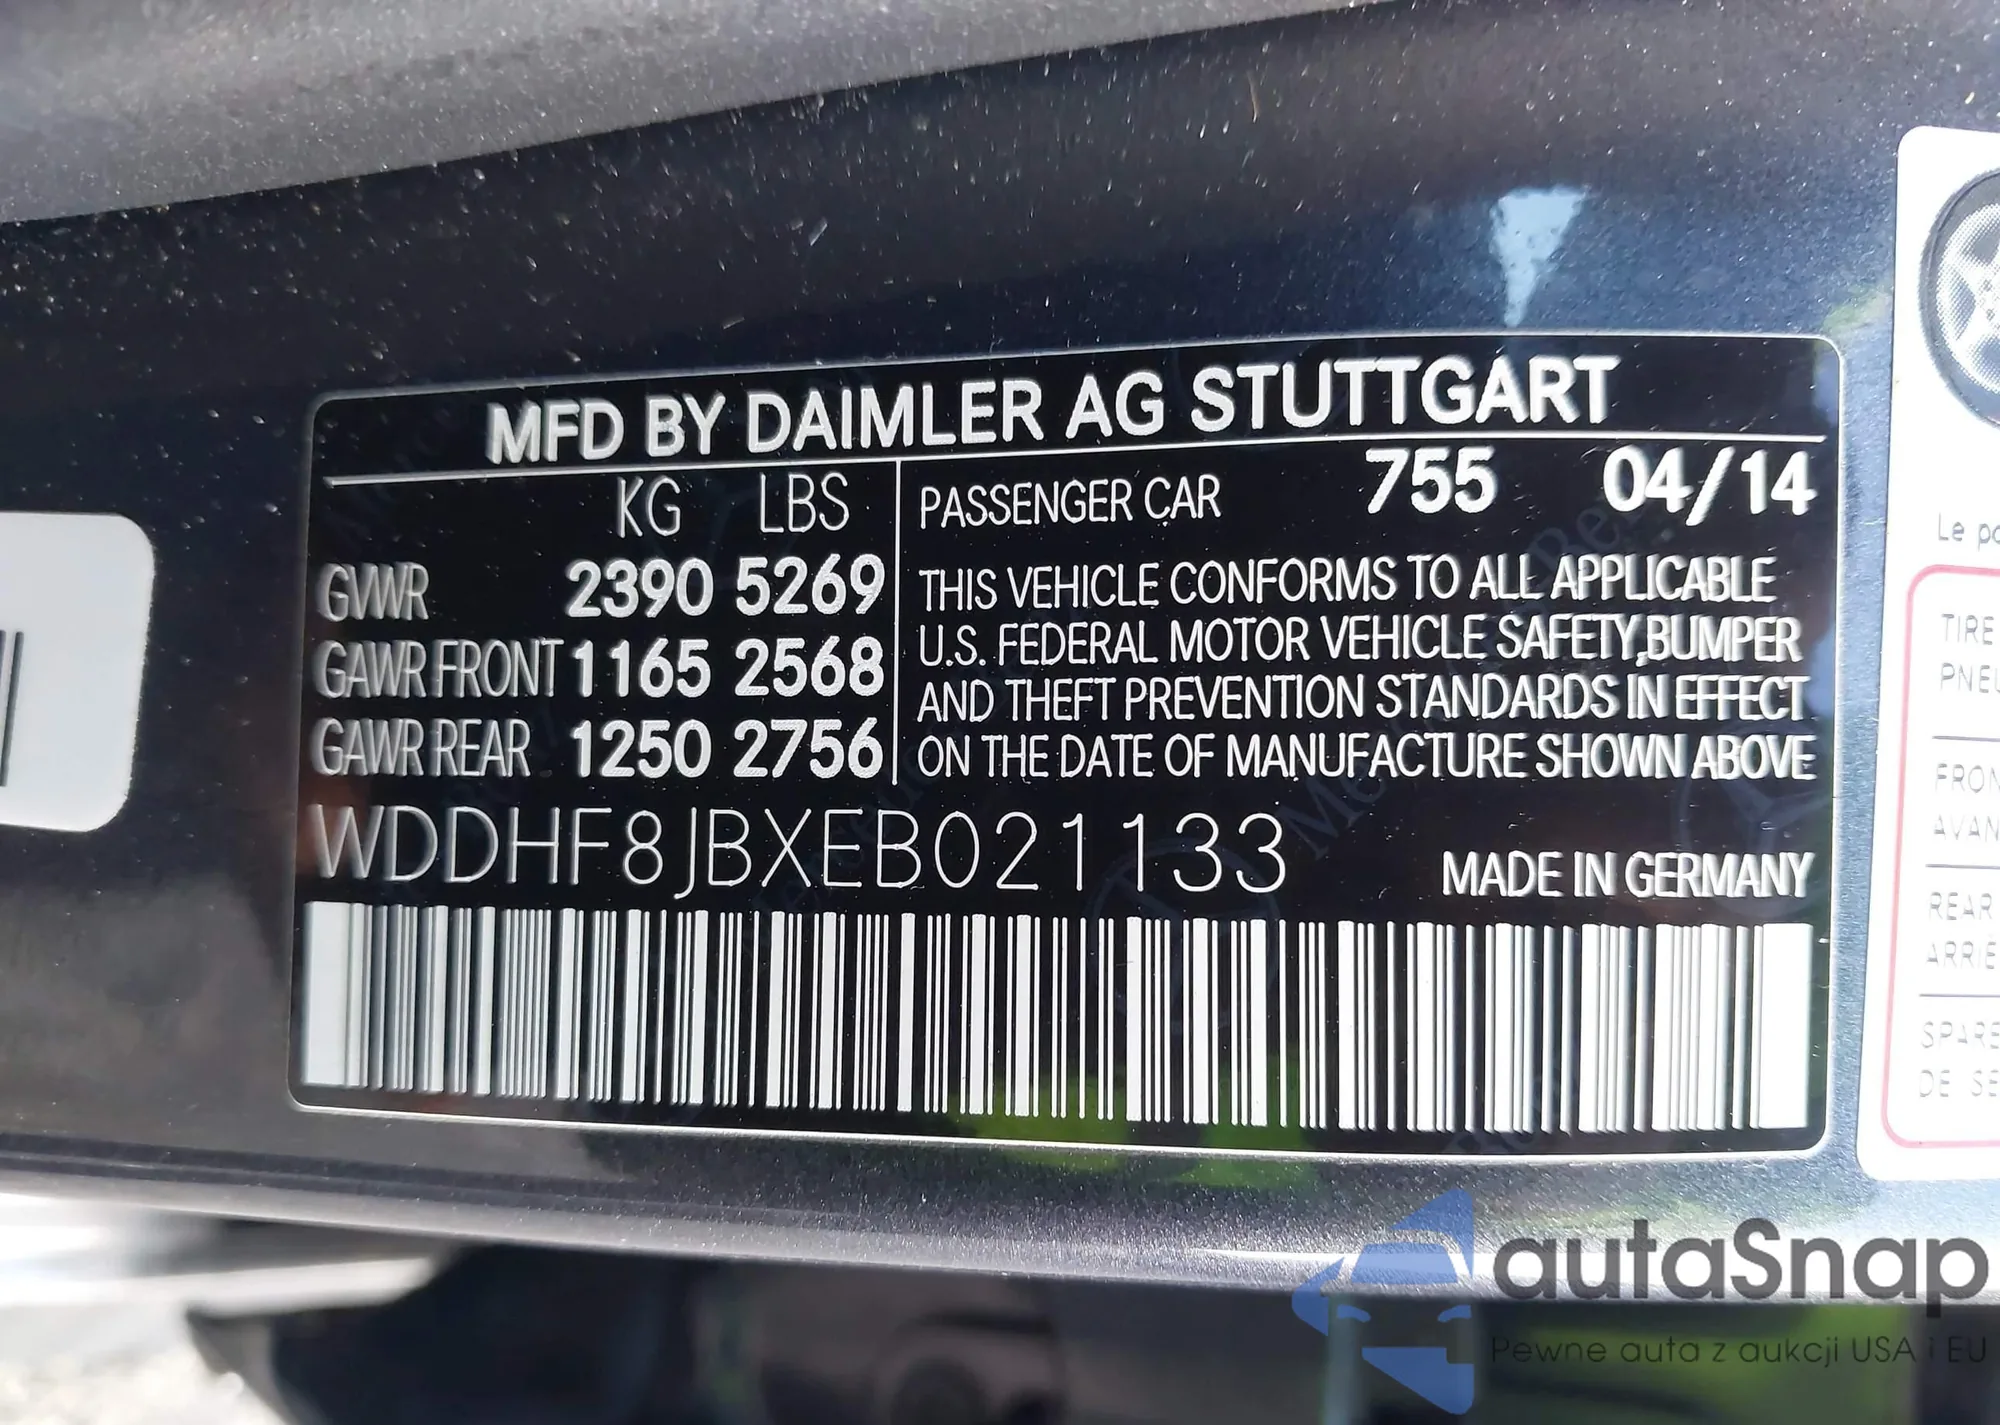 MFD BY DAIMLER AG STUTTGART
KG LBS
GVWR 2390 5269
GAWR FRONT 1165 2568
GAWR REAR 1250 2756
PASSENGER CAR 755 04/14
THIS VEHICLE CONFORMS TO ALL APPLICABLE
U.S. FEDERAL MOTOR VEHICLE SAFETY,BUMPER
AND THEFT PREVENTION STANDARDS IN EFFECT
ON THE DATE OF MANUFACTURE SHOWN ABOVE
WDDHF8JBXEB021133
MADE IN GERMANY
Le
TIRE
REAR
autaSnap
Pewne auta z aukcji USA i EU